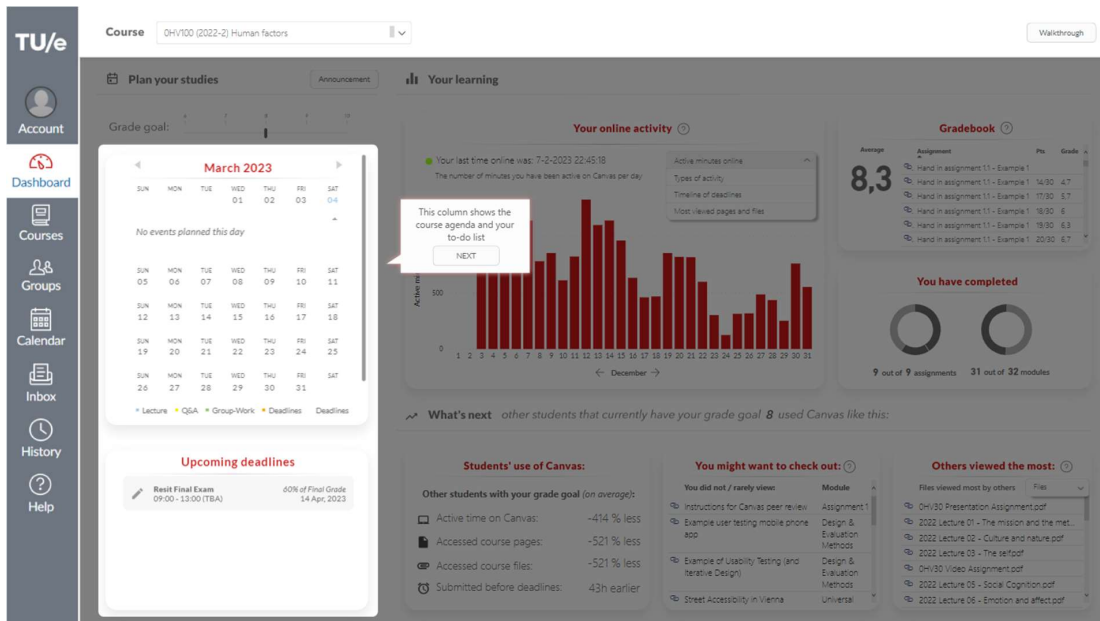 TU/e
Account
Dashboard
Courses
Groups
Calendar
Inbox
History
Help
Course 0HV100 (2022-2) Human factors
Walkthrough
Plan your studies Announcement
Grade goal:
March 2023
SUN MON TUE WED THU FRI SAT
01 02 03 04
No events planned this day
SUN MON TUE WED THU FRI SAT
05 06 07 08 09 10 11
SUN MON TUE WED THU FRI SAT
12 13 14 15 16 17 18
SUN MON TUE WED THU FRI SAT
19 20 21 22 23 24 25
SUN MON TUE WED THU FRI SAT
26 27 28 29 30 31
Lecture Q&A Group-Work Deadlines Deadlines
Upcoming deadlines
Resit Final Exam 60% of Final Grade
09:00 - 13:00 (TBA) 14 Apr, 2023
This column shows the
course agenda and your
to-do list
NEXT
Your learning
Your online activity ?
Your last time online was: 7-2-2023 22:45:18
The number of minutes you have been active on Canvas per day
Active minutes online
Types of activity
Timeline of deadlines
Most viewed pages and files
500
0
1 2 3 4 5 6 7 8 9 10 11 12 13 14 15 16 17 18 19 20 21 22 23 24 25 26 27 28 29 30 31
← December →
Gradebook ?
Average
8,3
Assignment Pts. Grade
Hand in assignment 1.1 - Example 1
Hand in assignment 1.1 - Example 1 14/30 4,7
Hand in assignment 1.1 - Example 1 17/30 5,7
Hand in assignment 1.1 - Example 1 18/30 6
Hand in assignment 1.1 - Example 1 19/30 6,3
Hand in assignment 1.1 - Example 1 20/30 6,7
You have completed
9 out of 9 assignments 31 out of 32 modules
What's next other students that currently have your grade goal 8 used Canvas like this:
Students' use of Canvas:
Other students with your grade goal (on average):
Active time on Canvas: -414 % less
Accessed course pages: -521 % less
Accessed course files: -521 % less
Submitted before deadlines: 43h earlier
You might want to check out: ?
You did not / rarely view: Module
Instructions for Canvas peer review Assignment 1
Example user testing mobile phone Design &
app Evaluation
Methods
Example of Usability Testing (and Design &
Iterative Design) Evaluation
Methods
Street Accessibility in Vienna Universal
Others viewed the most: ?
Files viewed most by others Files
0HV30 Presentation Assignment.pdf
2022 Lecture 01 - The mission and the met...
2022 Lecture 02 - Culture and nature.pdf
2022 Lecture 03 - The self.pdf
0HV30 Video Assignment.pdf
2022 Lecture 05 - Social Cognition.pdf
2022 Lecture 06 - Emotion and affect.pdf